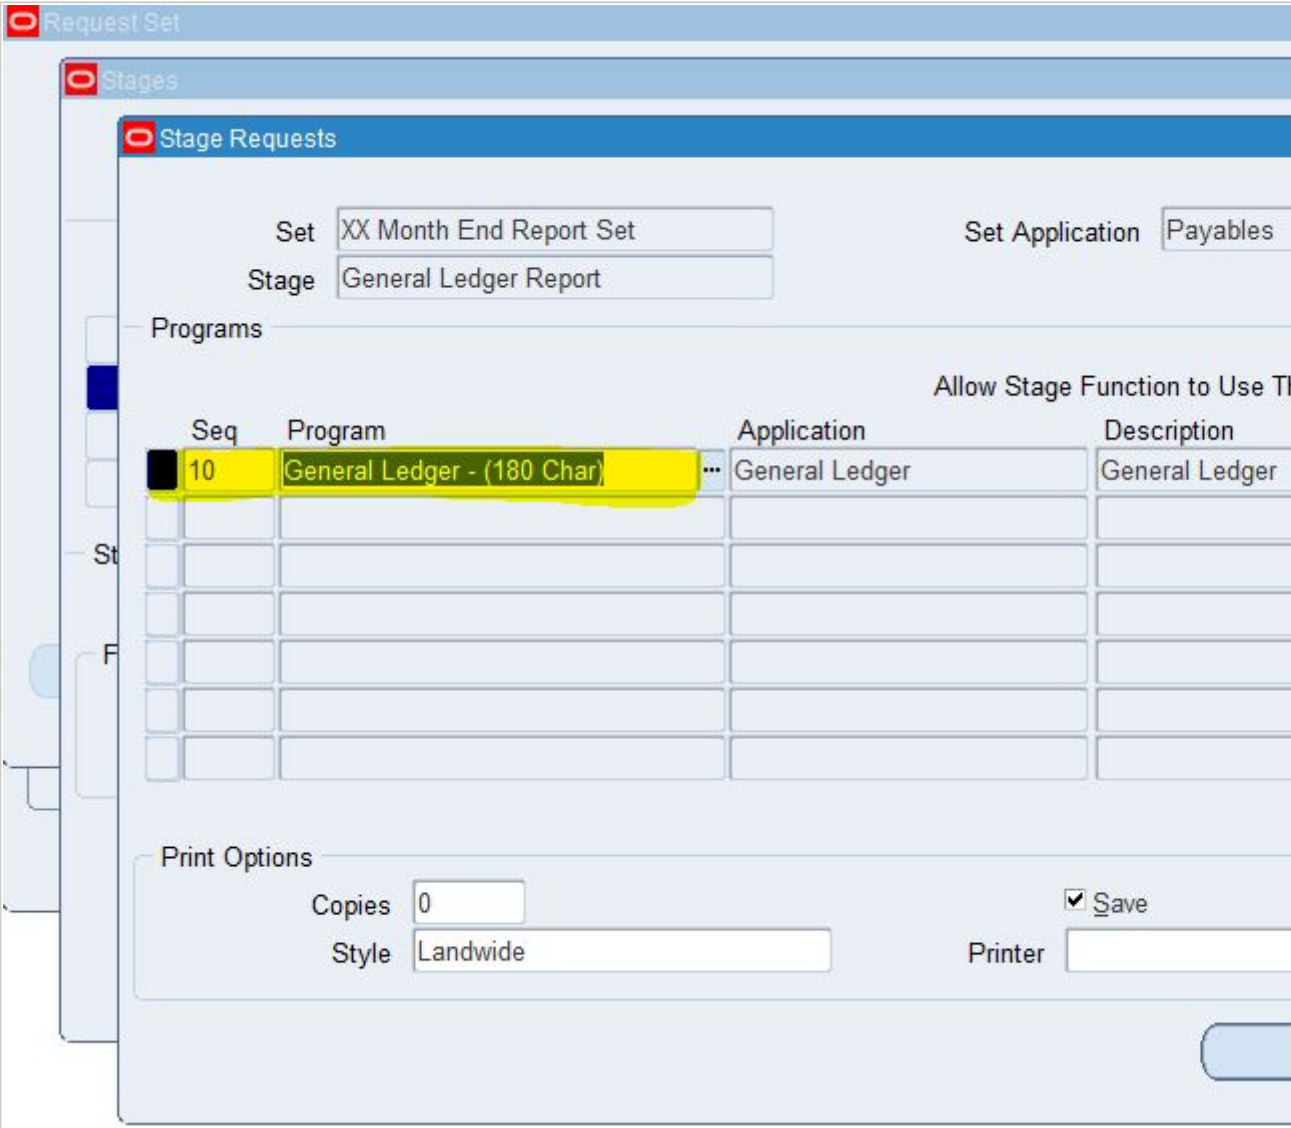 Request Set
Stages
Stage Requests
Set XX Month End Report Set Set Application Payables
Stage General Ledger Report
Programs
Allow Stage Function to Use
Seq Program Application Description
10 General Ledger - (180 Char) ... General Ledger General Ledger
St
F
Print Options
Copies 0 Save
Style Landwide Printer